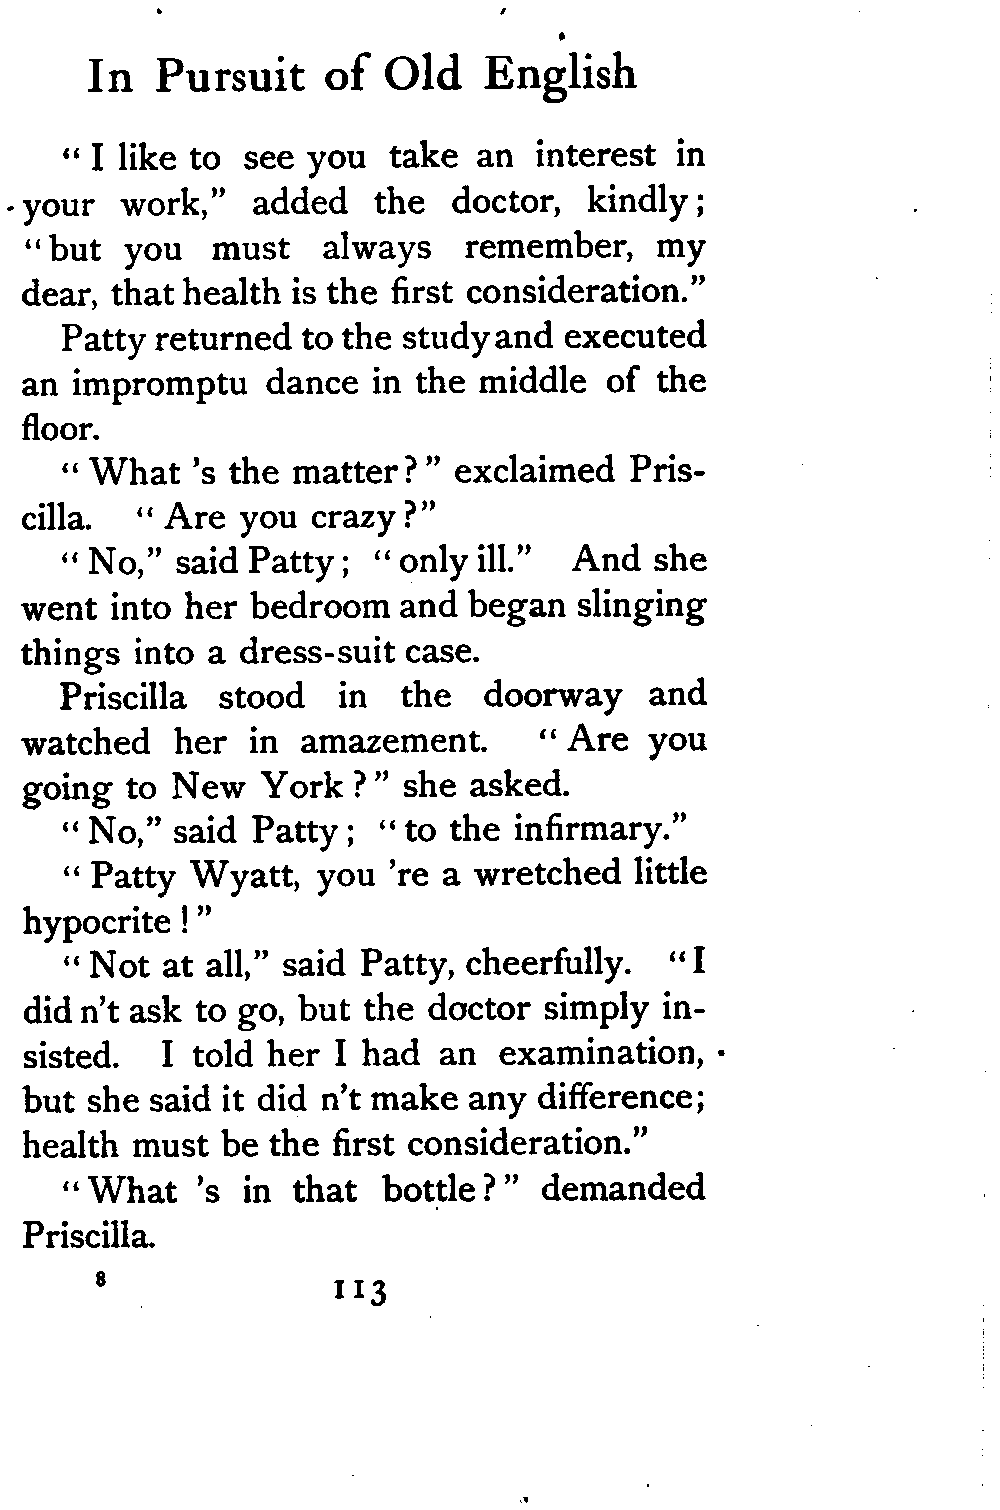 In Pursuit of Old English
“ I like to see you take an interest in
your work,” added the doctor, kindly ;
“ but you must always remember, my
dear, that health is the first consideration.”
Patty returned to the study and executed
an impromptu dance in the middle of the
floor.
“ What 's the matter ? ” exclaimed Pris-
cilla. “ Are you crazy ?”
“ No,” said Patty ; “ only ill.” And she
went into her bedroom and began slinging
things into a dress-suit case.
Priscilla stood in the doorway and
watched her in amazement. “ Are you
going to New York ? ” she asked.
“ No,” said Patty ; “ to the infirmary.”
“ Patty Wyatt, you 're a wretched little
hypocrite ! ”
“ Not at all,” said Patty, cheerfully. “ I
did n't ask to go, but the doctor simply in-
sisted. I told her I had an examination,
but she said it did n't make any difference;
health must be the first consideration.”
“ What 's in that bottle ? ” demanded
Priscilla.
8 113